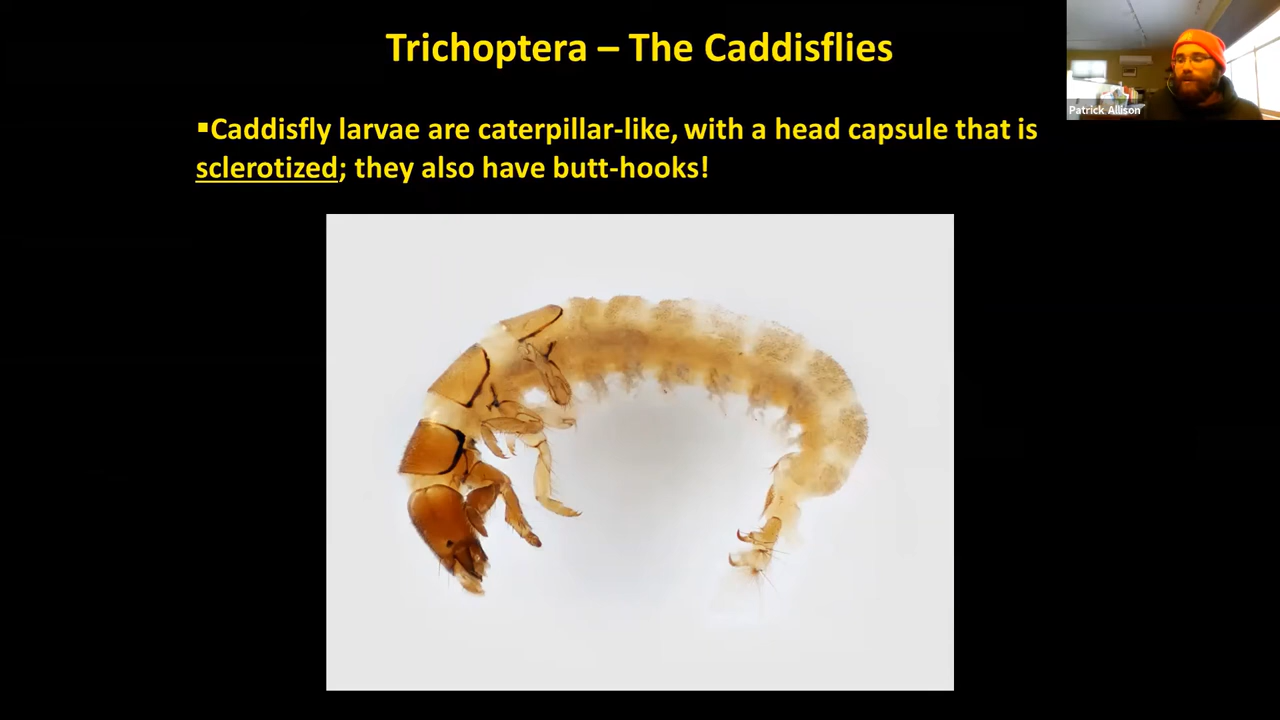 Trichoptera – The Caddisflies
Patrick Allison
▪Caddisfly larvae are caterpillar-like, with a head capsule that is
sclerotized; they also have butt-hooks!